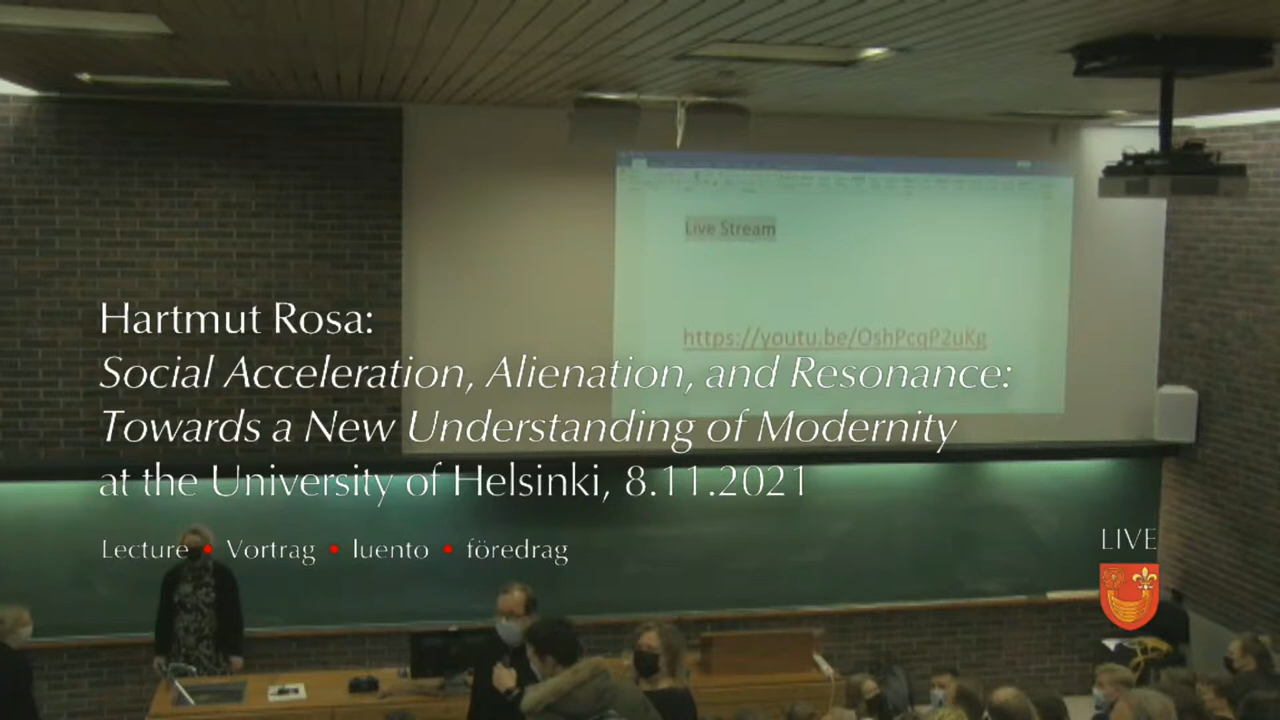 Live Stream
https://youtu.be/OshPcqP2uKg
Hartmut Rosa:
Social Acceleration, Alienation, and Resonance:
Towards a New Understanding of Modernity
at the University of Helsinki, 8.11.2021
Lecture • Vortrag • luento • föredrag
LIVE